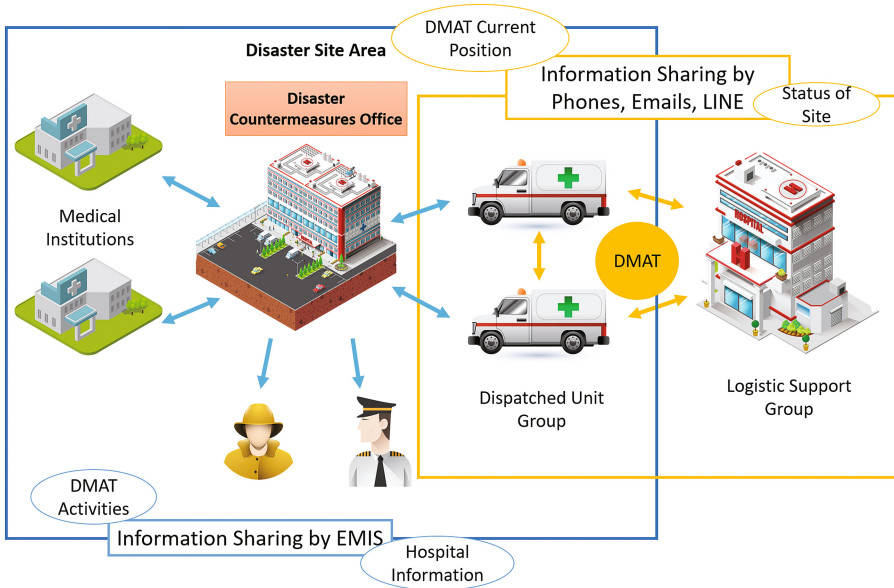 DMAT Current
Position
Disaster Site Area
Information Sharing by
Phones, Emails, LINE
Status of
Site
Disaster
Countermeasures Office
Medical
Institutions
HOSPITAL
H
DMAT
Dispatched Unit
Group
Logistic Support
Group
DMAT
Activities
Information Sharing by EMIS
Hospital
Information